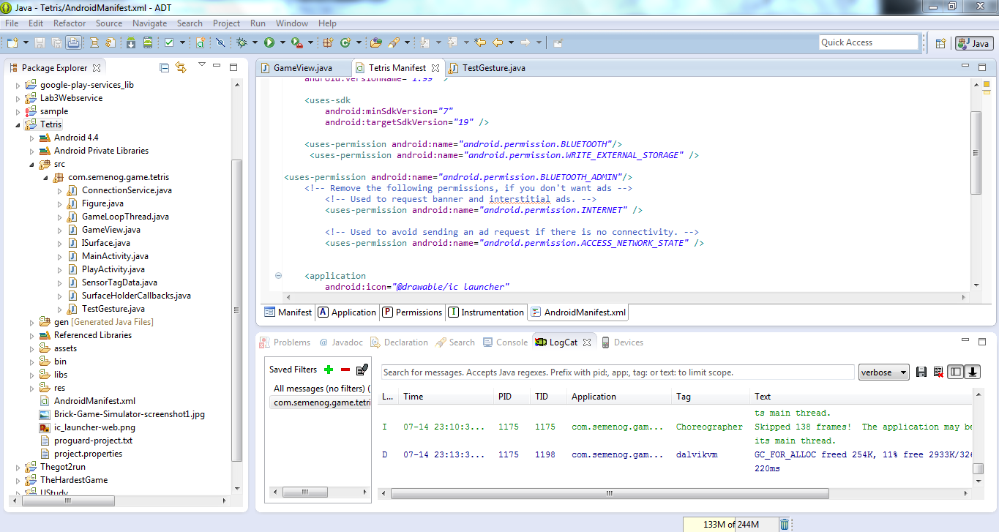 Java - Tetris/AndroidManifest.xml - ADT
File Edit Refactor Source Navigate Search Project Run Window Help
Quick Access
Java
Package Explorer
google-play-services_lib
Lab3Webservice
sample
Tetris
Android 4.4
Android Private Libraries
src
com.semenog.game.tetris
ConnectionService.java
Figure.java
GameLoopThread.java
GameView.java
ISurface.java
MainActivity.java
PlayActivity.java
SensorTagData.java
SurfaceHolderCallbacks.java
TestGesture.java
gen [Generated Java Files]
Referenced Libraries
assets
bin
libs
res
AndroidManifest.xml
Brick-Game-Simulator-screenshot1.jpg
ic_launcher-web.png
proguard-project.txt
project.properties
Thegot2run
TheHardestGame
UStudy
GameView.java Tetris Manifest TestGesture.java
android:versionName="1.99" >
<uses-sdk
android:minSdkVersion="7"
android:targetSdkVersion="19" />
<uses-permission android:name="android.permission.BLUETOOTH"/>
<uses-permission android:name="android.permission.WRITE_EXTERNAL_STORAGE" />
<uses-permission android:name="android.permission.BLUETOOTH_ADMIN"/>
<!-- Remove the following permissions, if you don't want ads -->
<!-- Used to request banner and interstitial ads. -->
<uses-permission android:name="android.permission.INTERNET" />
<!-- Used to avoid sending an ad request if there is no connectivity. -->
<uses-permission android:name="android.permission.ACCESS_NETWORK_STATE" />
<application
android:icon="@drawable/ic_launcher"
Manifest A Application P Permissions I Instrumentation AndroidManifest.xml
Problems @ Javadoc Declaration Search Console LogCat Devices
Saved Filters
All messages (no filters) (
com.semenog.game.tetri
Search for messages. Accepts Java regexes. Prefix with pid:, app:, tag: or text: to limit scope.
verbose
L... Time PID TID Application Tag Text
ts main thread.
I 07-14 23:10:3... 1175 1175 com.semenog.gam... Choreographer Skipped 138 frames! The application may be
its main thread.
D 07-14 23:13:3... 1175 1198 com.semenog.gam... dalvikvm GC_FOR_ALLOC freed 254K, 11% free 2933K/326
220ms
133M of 244M